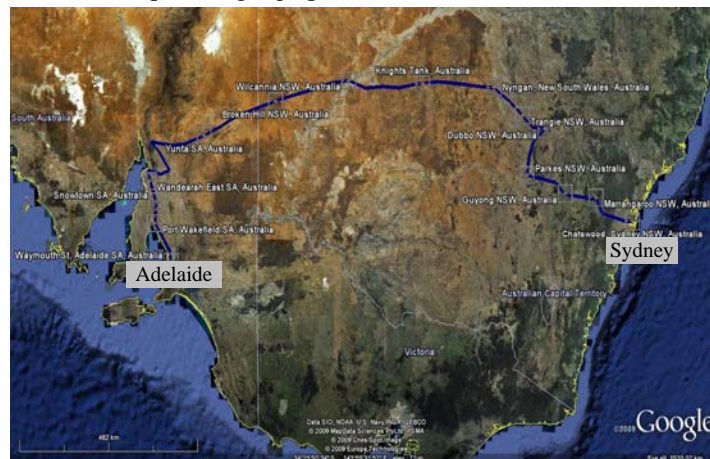 Knights Tank, Australia
Wilcannia NSW, Australia
Nyngan, New South Wales, Australia
Broken Hill NSW, Australia
South Australia
Trangie NSW, Australia
Dubbo NSW, Australia
Yunta SA, Australia
Parkes NSW, Australia
Wandearah East SA, Australia
Snowtown SA, Australia
Guyong NSW, Australia
Marrangaroo NSW, Austral
Port Wakefield SA, Australia
Chatswood, Sydney NSW, Australia
Waymouth St, Adelaide SA, Australia
Sydney
Adelaide
Australian Capital Territory
Victoria
Data SIO, NOAA, U.S. Navy, NGA, GEBCO
© 2009 MapData Sciences PtyLtd, PSMA
© 2009 Cnes/Spot Image
© 2009 Europa Technologies
©2009 Google
482 km